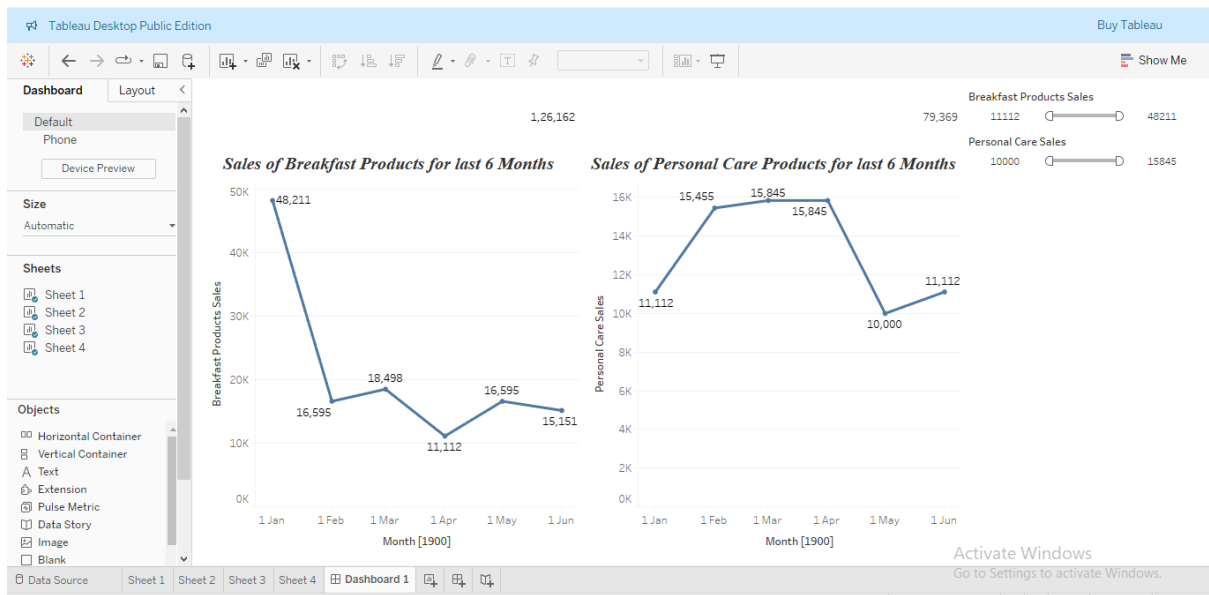 Tableau Desktop Public Edition
Buy Tableau
Show Me
Dashboard Layout
Default
Phone
Device Preview
Size
Automatic
Sheets
Sheet 1
Sheet 2
Sheet 3
Sheet 4
Objects
Horizontal Container
Vertical Container
Text
Extension
Pulse Metric
Data Story
Image
Blank
1,26,162
79,369
Sales of Breakfast Products for last 6 Months
Breakfast Products Sales
50K
40K
30K
20K
10K
0K
48,211
16,595
18,498
11,112
16,595
15,151
1 Jan 1 Feb 1 Mar 1 Apr 1 May 1 Jun
Month [1900]
Sales of Personal Care Products for last 6 Months
Personal Care Sales
16K
14K
12K
10K
8K
6K
4K
2K
0K
11,112
15,455
15,845
15,845
10,000
11,112
1 Jan 1 Feb 1 Mar 1 Apr 1 May 1 Jun
Month [1900]
Breakfast Products Sales
11112 48211
Personal Care Sales
10000 15845
Activate Windows
Go to Settings to activate Windows.
Data Source Sheet 1 Sheet 2 Sheet 3 Sheet 4 Dashboard 1